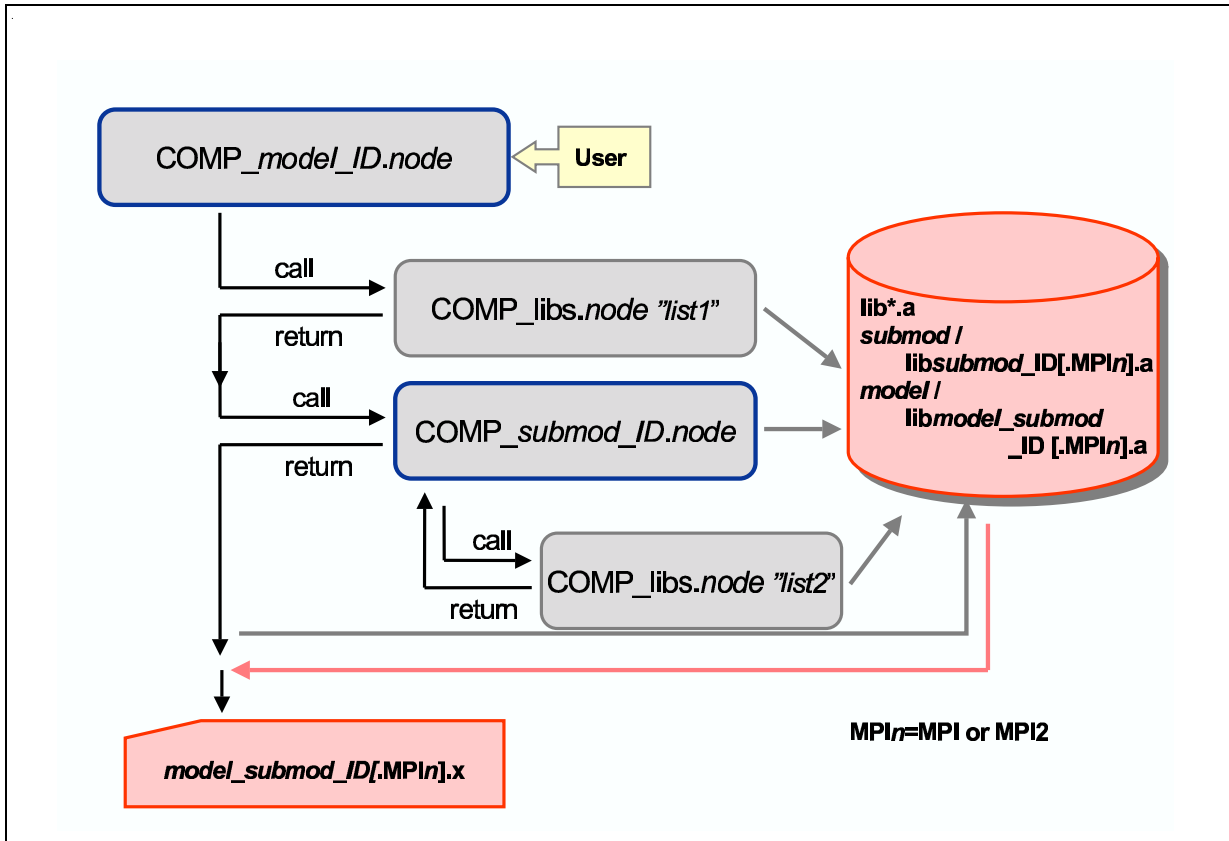 COMP_model_ID.node
User
call
COMP_libs.node "list1"
return
call
COMP_submod_ID.node
return
call
COMP_libs.node "list2"
return
lib*.a
submod /
libsubmod_ID[.MPIn].a
model /
libmodel_submod
_ID [.MPIn].a
MPIn=MPI or MPI2
model_submod_ID[.MPIn].x